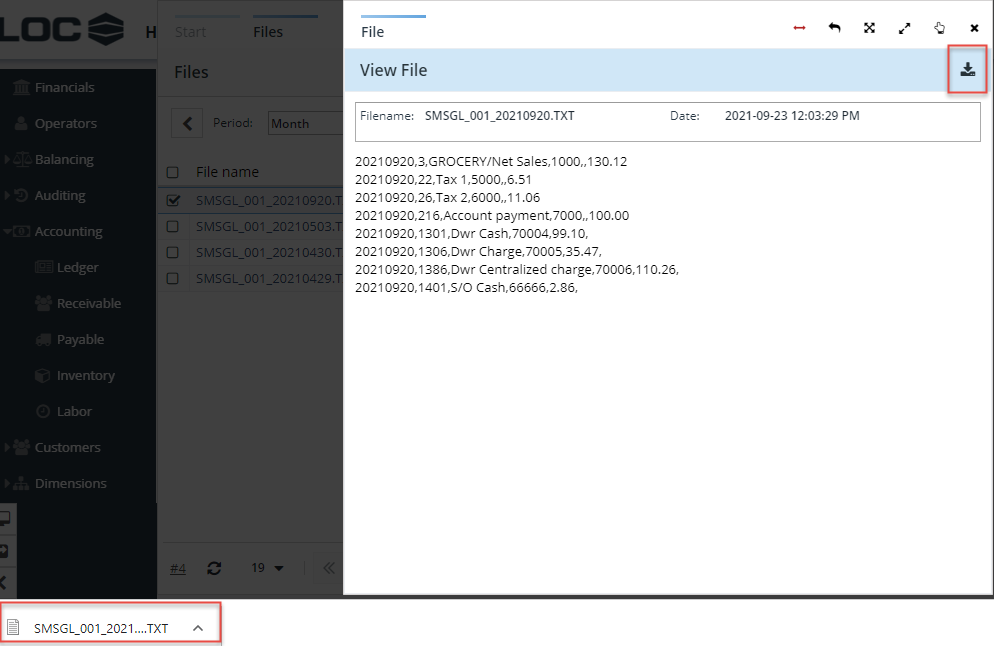 LOC
H
Start
Files
Files
Period:
Month
File name
SMSGL_001_20210920.T
SMSGL_001_20210503.T
SMSGL_001_20210430.T
SMSGL_001_20210429.T
#4
19
Financials
Operators
Balancing
Auditing
Accounting
Ledger
Receivable
Payable
Inventory
Labor
Customers
Dimensions
File
View File
Filename: SMSGL_001_20210920.TXT Date: 2021-09-23 12:03:29 PM
20210920,3,GROCERY/Net Sales,1000,,130.12
20210920,22,Tax 1,5000,,6.51
20210920,26,Tax 2,6000,,11.06
20210920,216,Account payment,7000,,100.00
20210920,1301,Dwr Cash,70004,99.10,
20210920,1306,Dwr Charge,70005,35.47,
20210920,1386,Dwr Centralized charge,70006,110.26,
20210920,1401,S/O Cash,66666,2.86,
SMSGL_001_2021....TXT